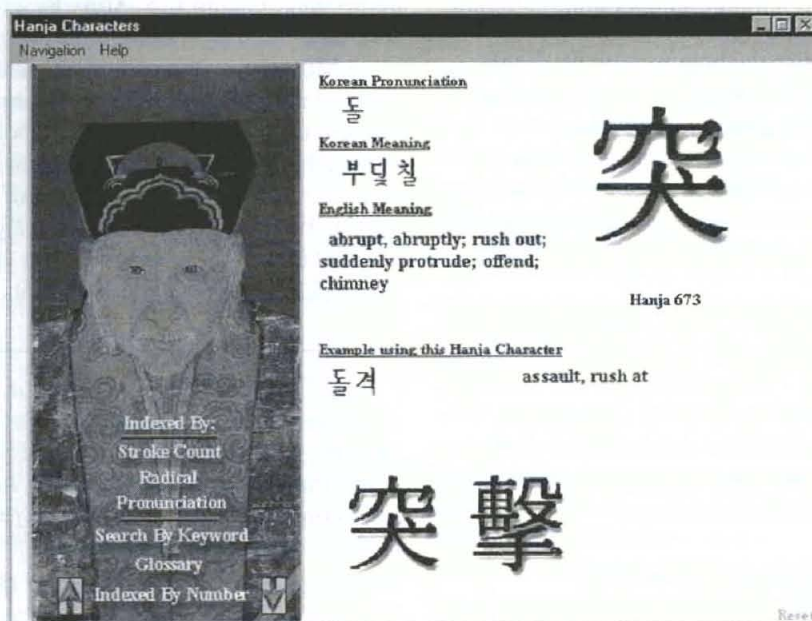 Hanja Characters
Navigation Help
Korean Pronunciation
돌
Korean Meaning
부딪칠
English Meaning
abrupt, abruptly; rush out;
suddenly protrude; offend;
chimney
突
Hanja 673
Example using this Hanja Character
돌격 assault, rush at
突擊
Indexed By:
Stroke Count
Radical
Pronunciation
Search By Keyword
Glossary
Indexed By Number
Reset